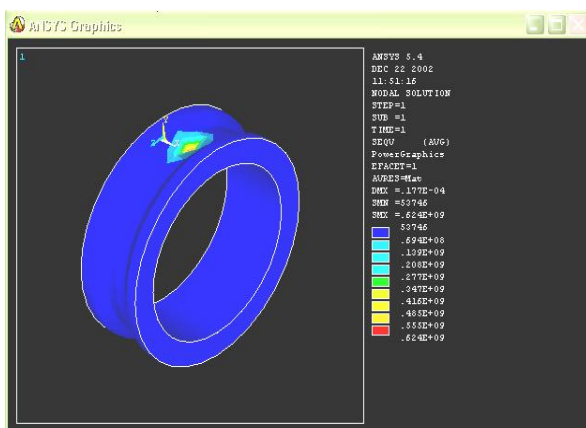 ANSYS Graphics
1
ANSYS 5.4
DEC 22 2002
11:51:16
NODAL SOLUTION
STEP=1
SUB =1
TIME=1
SEQV (AVG)
PowerGraphics
EFACET=1
AVRES=Mat
DMX =.177E-04
SMN =53746
SMX =.624E+09
53746
.694E+08
.139E+09
.208E+09
.277E+09
.347E+09
.416E+09
.485E+09
.555E+09
.624E+09